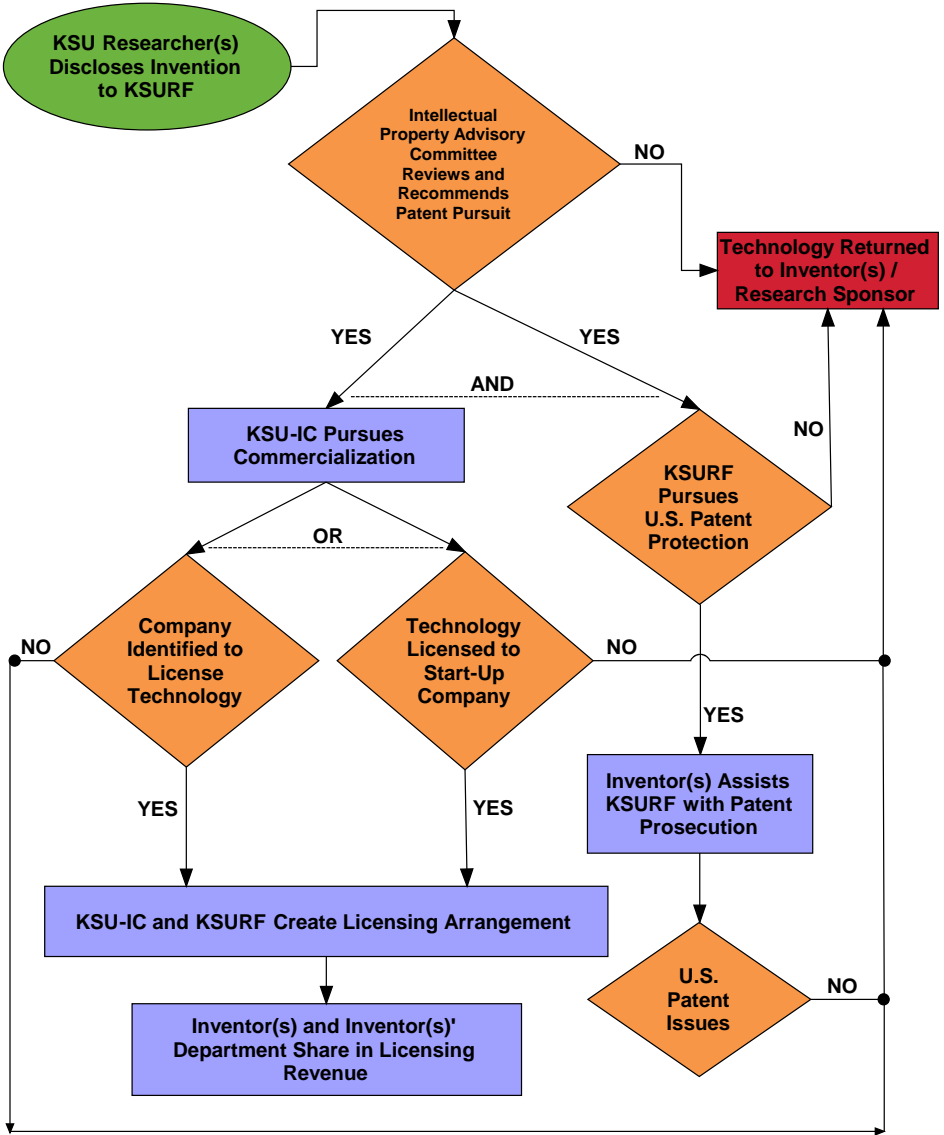 KSU Researcher(s)
Discloses Invention
to KSURF
Intellectual
Property Advisory
Committee
Reviews and
Recommends
Patent Pursuit
NO
Technology Returned
to Inventor(s) /
Research Sponsor
YES
YES
AND
KSU-IC Pursues
Commercialization
KSURF
Pursues
U.S. Patent
Protection
NO
OR
Company
Identified to
License
Technology
NO
Technology
Licensed to
Start-Up
Company
NO
YES
YES
YES
Inventor(s) Assists
KSURF with Patent
Prosecution
KSU-IC and KSURF Create Licensing Arrangement
U.S.
Patent
Issues
NO
Inventor(s) and Inventor(s)'
Department Share in Licensing
Revenue